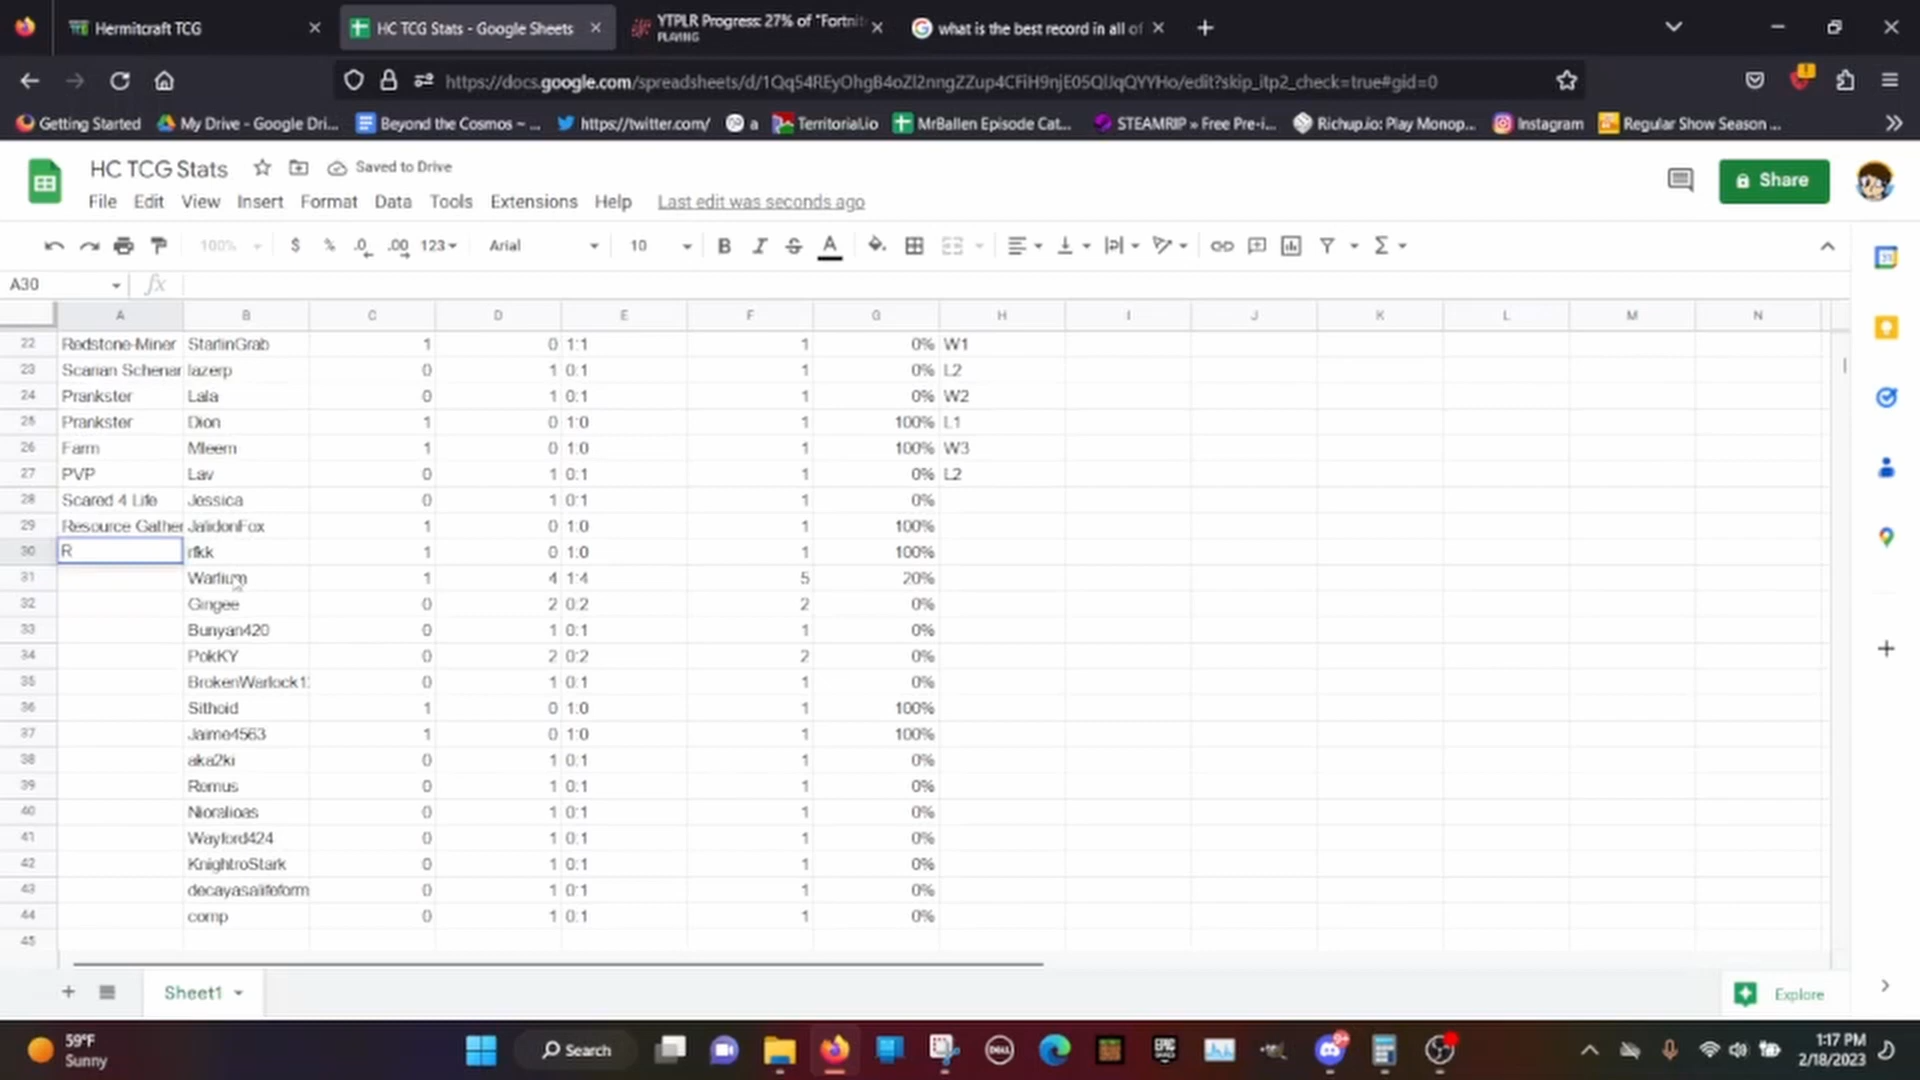 Hermitcraft TCG
HC TCG Stats - Google Sheets
YTPLR Progress: 27% of "Fortni
PLAYING
what is the best record in all of
https://docs.google.com/spreadsheets/d/1Qq54REyOhgB4oZl2nngZZup4CFiH9njE05QlJqQYYHo/edit?skip_itp2_check=true#gid=0
Getting Started
My Drive - Google Dri...
Beyond the Cosmos ~ ...
https://twitter.com/
a
Territorial.io
MrBallen Episode Cat...
STEAMRIP » Free Pre-i...
Richup.io: Play Monop...
Instagram
Regular Show Season ...
HC TCG Stats
Saved to Drive
Share
File Edit View Insert Format Data Tools Extensions Help Last edit was seconds ago
100% $ % .0 .00 123 Arial 10 B I S A
A30 fx
A B C D E F G H I J K L M N
22 Redstone-Miner StarlinGrab 1 0 1:1 1 0% W1
23 Scarian Schenar lazerp 0 1 0:1 1 0% L2
24 Prankster Lala 0 1 0:1 1 0% W2
25 Prankster Dion 1 0 1:0 1 100% L1
26 Farm Mleem 1 0 1:0 1 100% W3
27 PVP Lav 0 1 0:1 1 0% L2
28 Scared 4 Life Jessica 0 1 0:1 1 0%
29 Resource Gather JalidonFox 1 0 1:0 1 100%
30 R rfkk 1 0 1:0 1 100%
31 Warlium 1 4 1:4 5 20%
32 Gingee 0 2 0:2 2 0%
33 Bunyan420 0 1 0:1 1 0%
34 PokKY 0 2 0:2 2 0%
35 BrokenWarlock1 0 1 0:1 1 0%
36 Sithoid 1 0 1:0 1 100%
37 Jaime4563 1 0 1:0 1 100%
38 aka2ki 0 1 0:1 1 0%
39 Remus 0 1 0:1 1 0%
40 Nioralioas 0 1 0:1 1 0%
41 Wayford424 0 1 0:1 1 0%
42 KnightroStark 0 1 0:1 1 0%
43 decayasalifeform 0 1 0:1 1 0%
44 comp 0 1 0:1 1 0%
45
Sheet1
Explore
59°F
Sunny
Search
DELL
EPIC GAMES
1:17 PM
2/18/2023